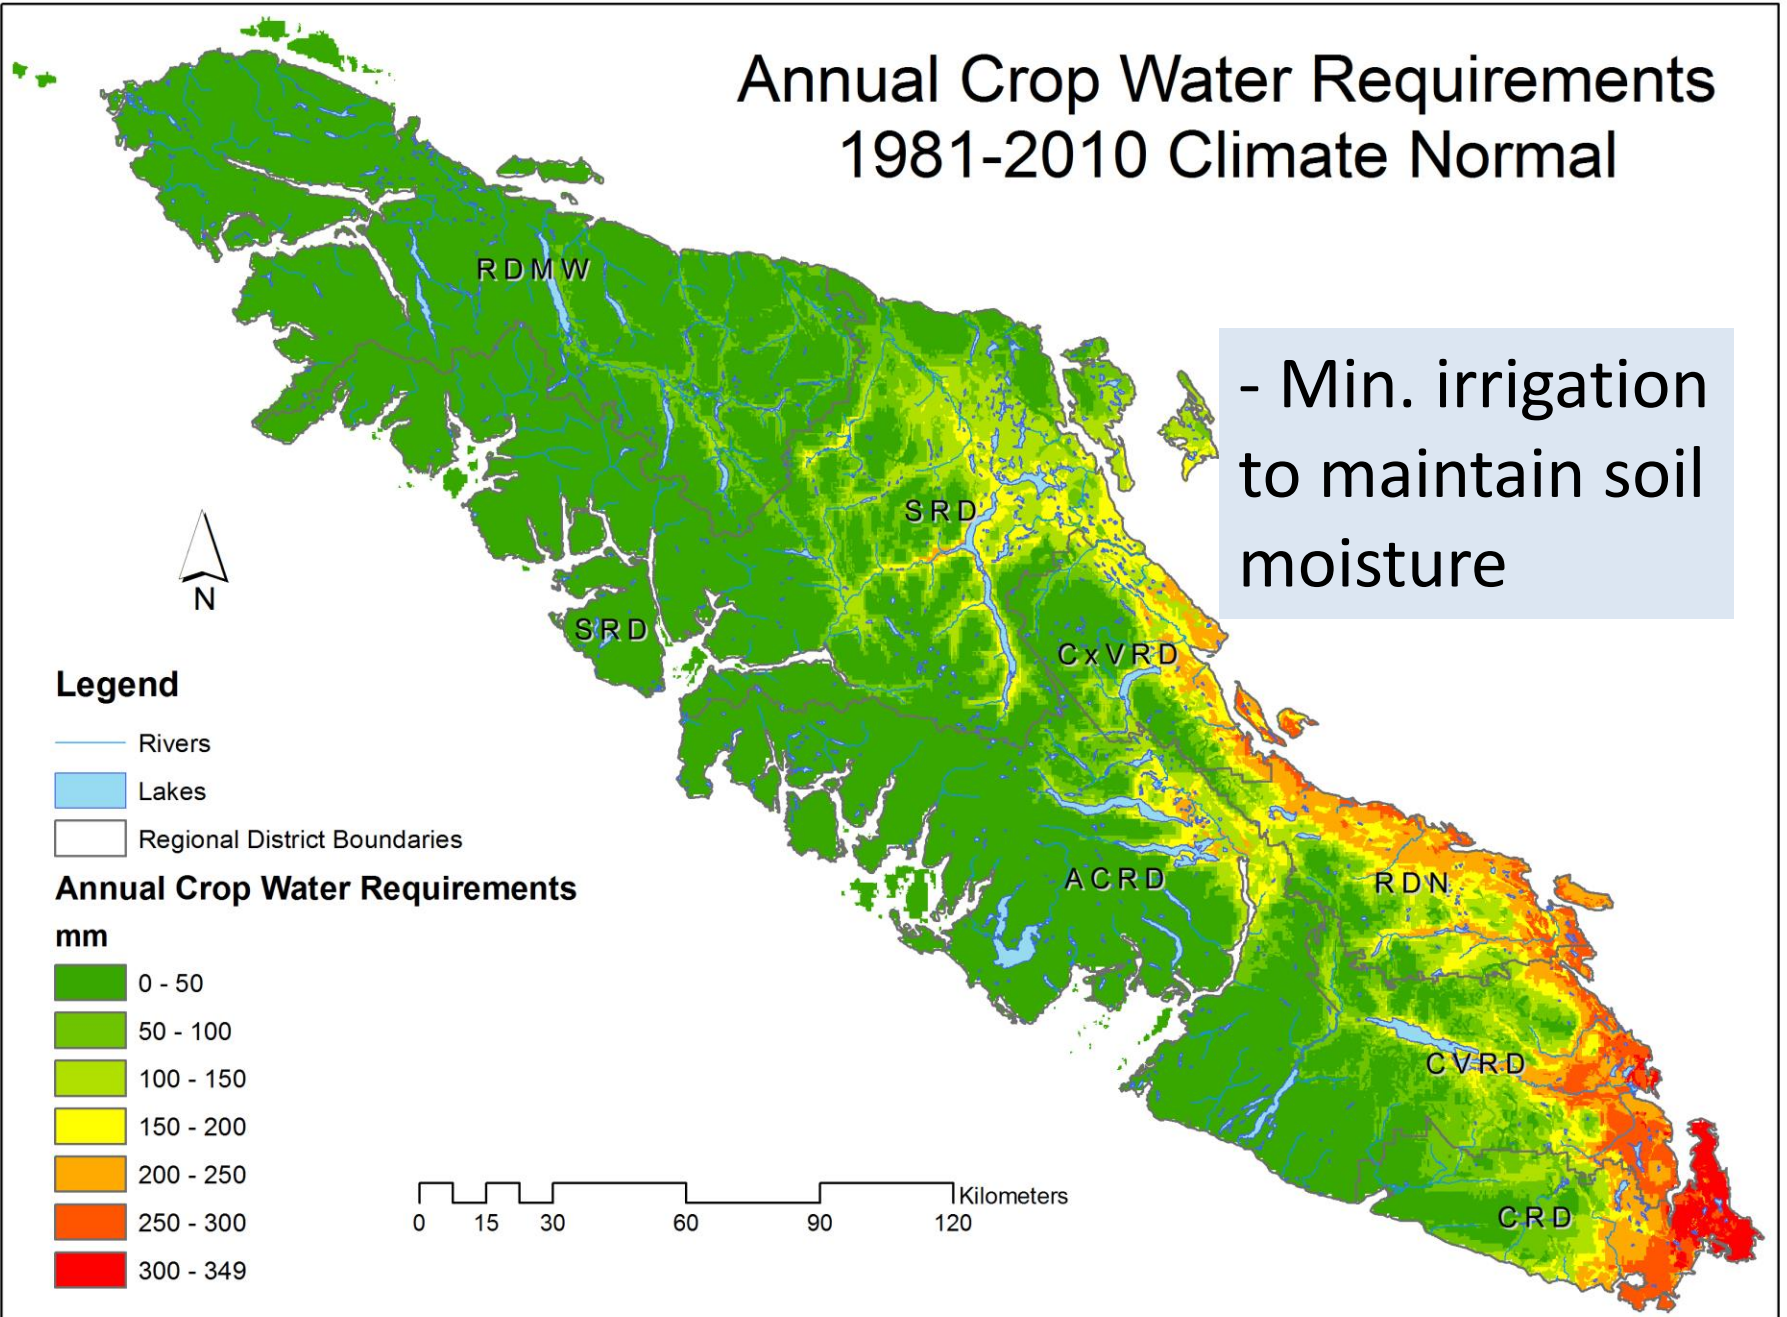 Annual Crop Water Requirements
1981-2010 Climate Normal
- Min. irrigation
to maintain soil
moisture
RDMW
SRD
SRD
CxVRD
ACRD
RDN
CVRD
CRD
N
Legend
Rivers
Lakes
Regional District Boundaries
Annual Crop Water Requirements
mm
0 - 50
50 - 100
100 - 150
150 - 200
200 - 250
250 - 300
300 - 349
Kilometers
0 15 30 60 90 120